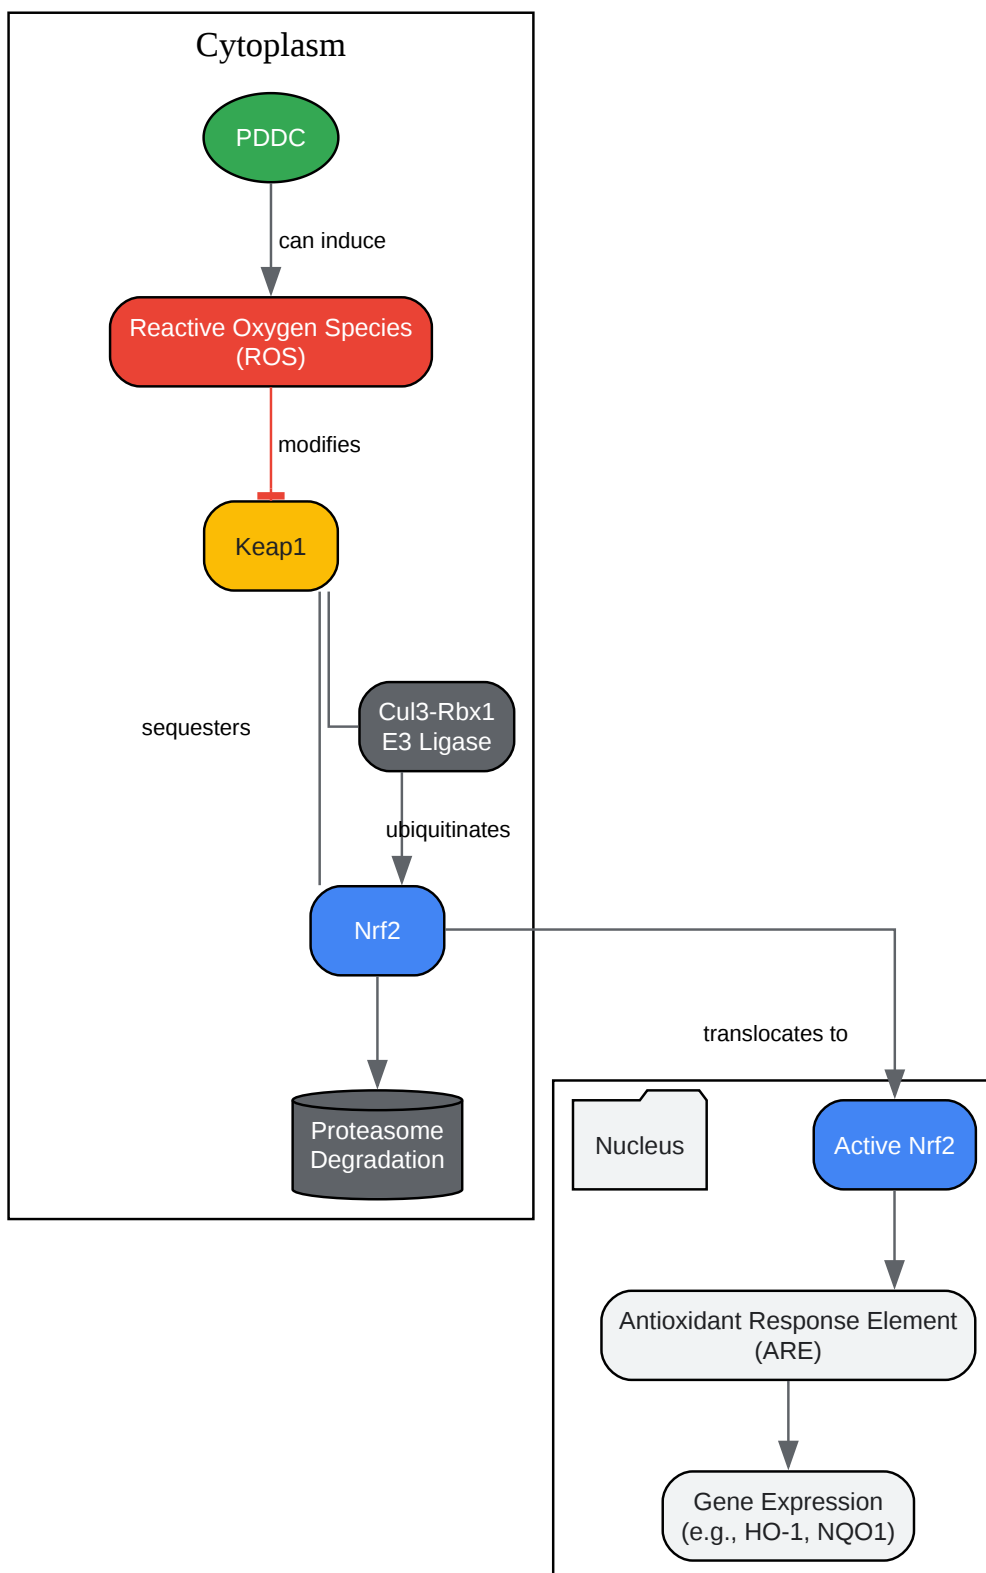 Cytoplasm
PDDC
can induce
Reactive Oxygen Species
(ROS)
modifies
Keap1
Cul3-Rbx1
E3 Ligase
sequesters
ubiquitinates
Nrf2
translocates to
Proteasome
Degradation
Nucleus
Active Nrf2
Antioxidant Response Element
(ARE)
Gene Expression
(e.g., HO-1, NQO1)